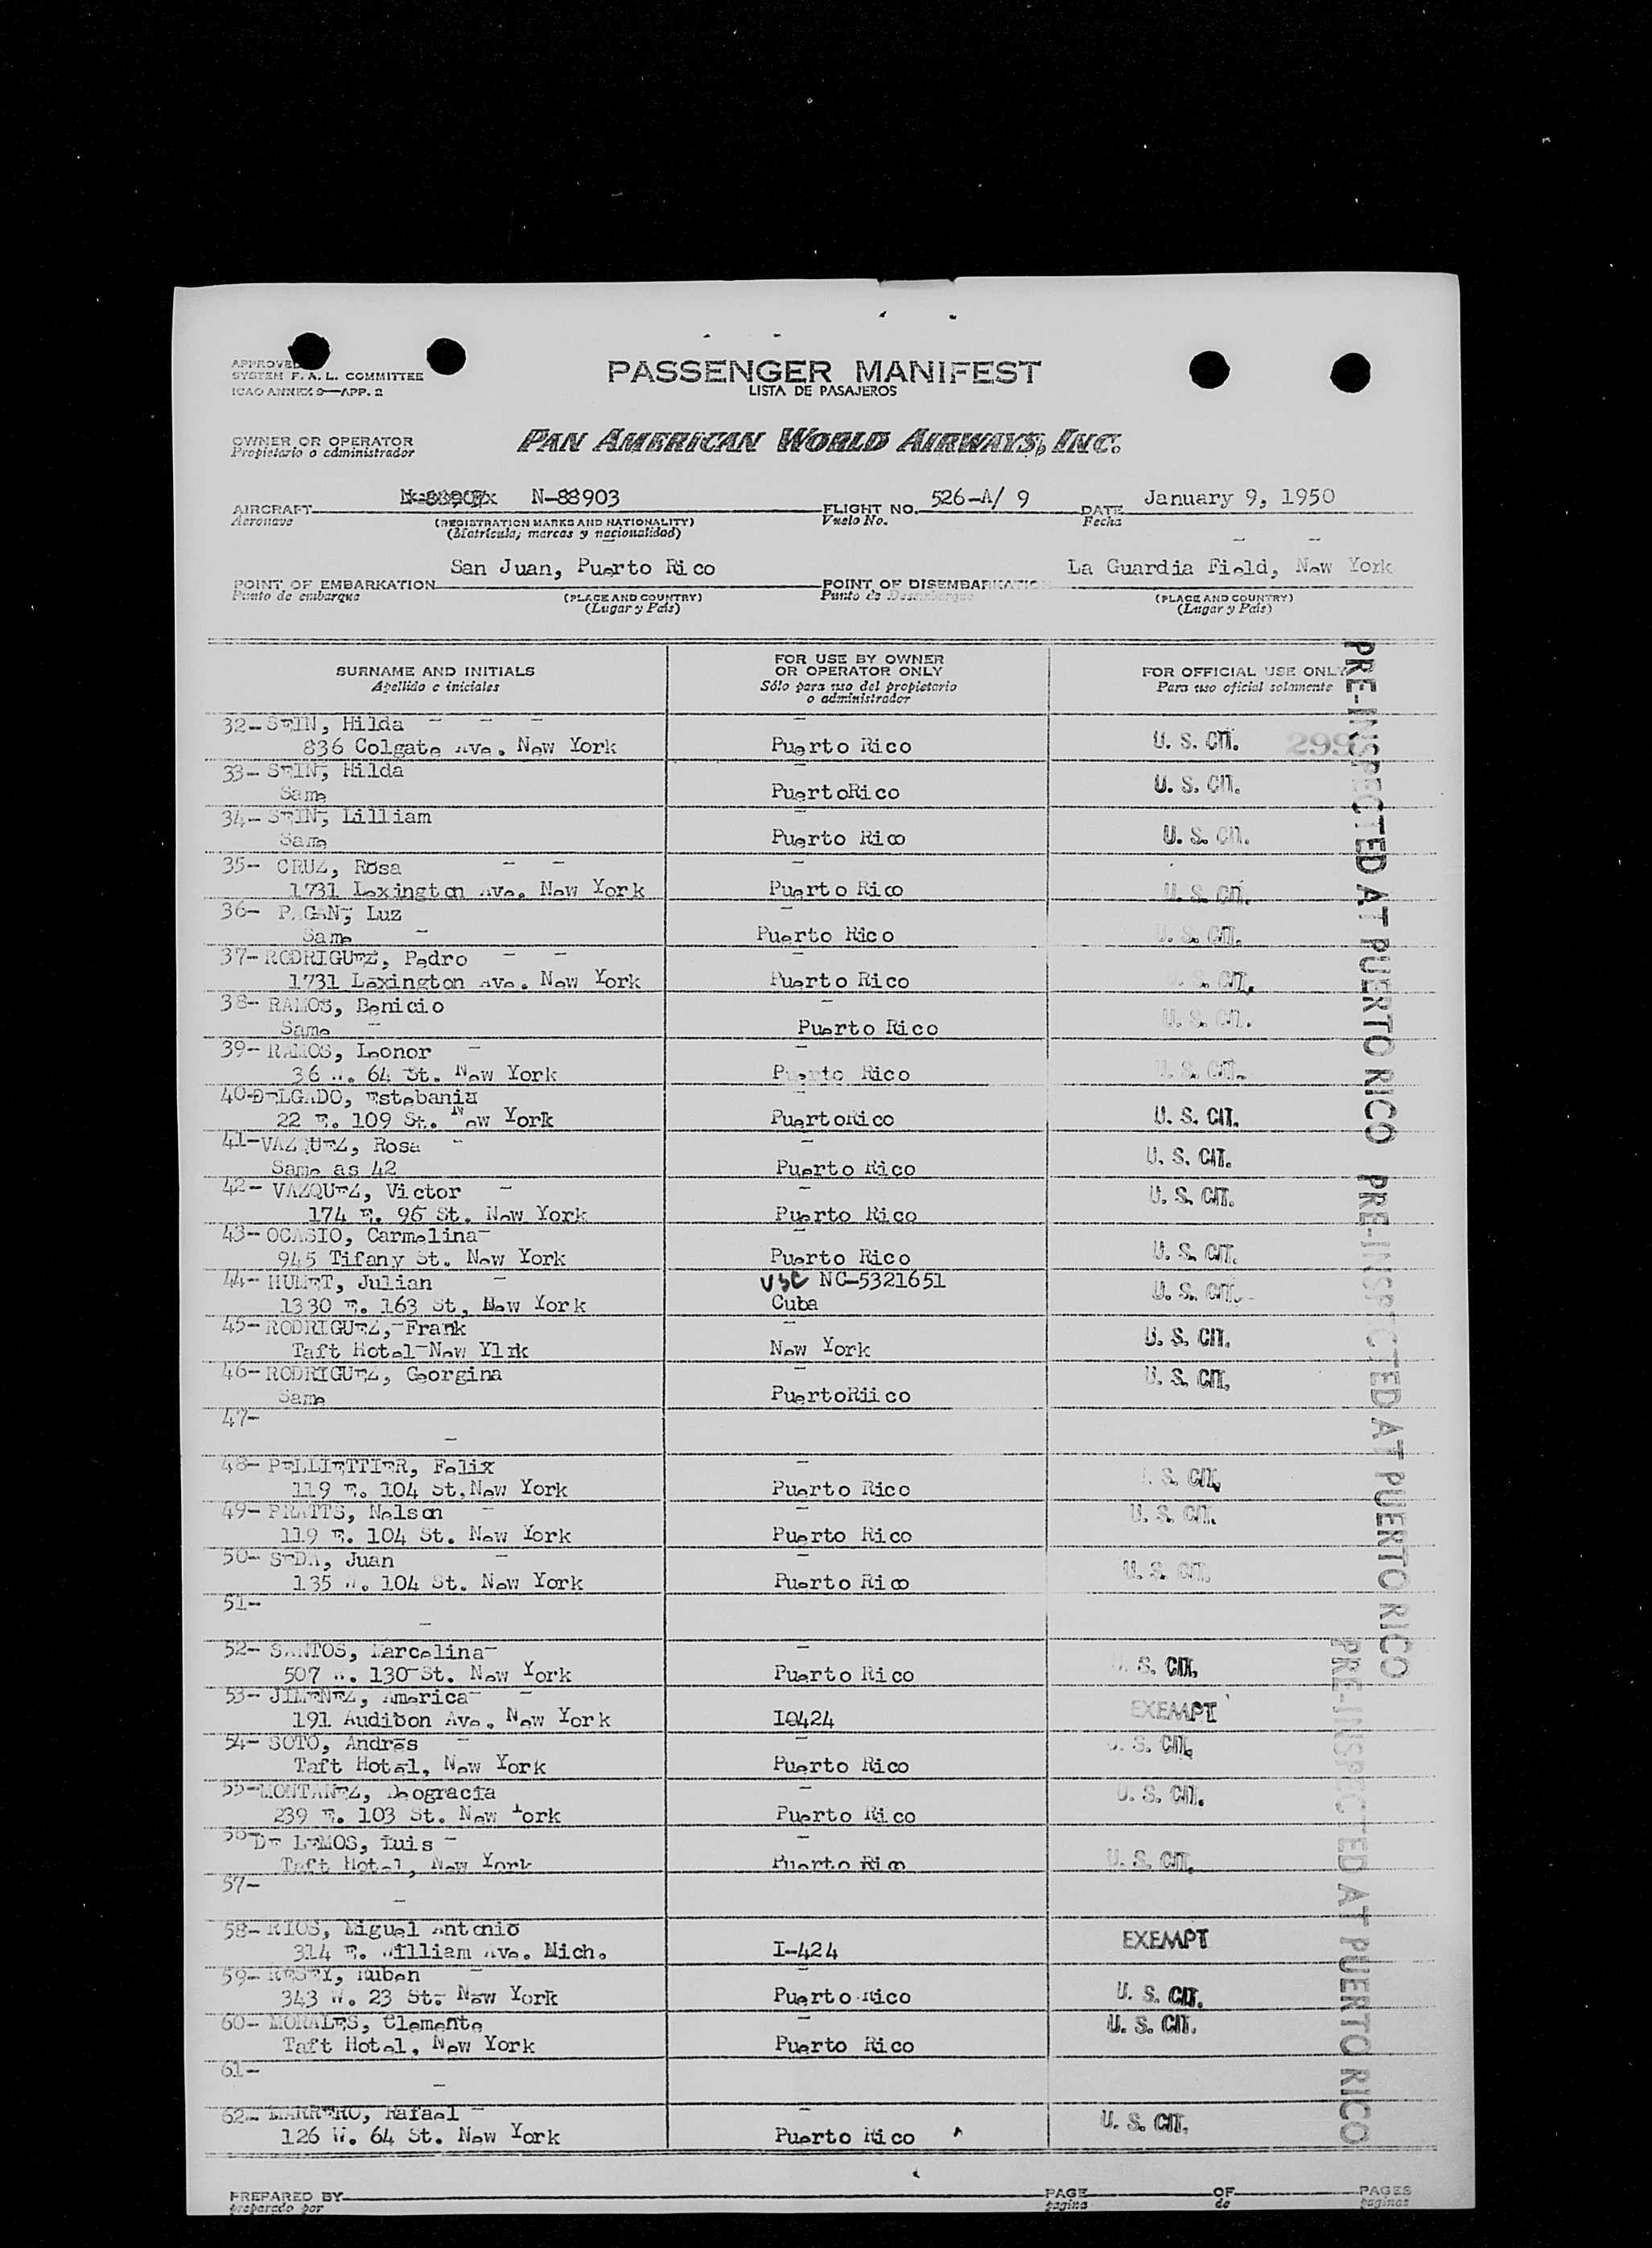 APPROVED
SYSTEM F. A. L. COMMITTEE
ICAO ANNEX 9—APP. 2
PASSENGER MANIFEST
LISTA DE PASAJEROS
OWNER OR OPERATOR
Propietario o administrador
PAN AMERICAN WORLD AIRWAYS, INC.
AIRCRAFT N-88903 FLIGHT NO. 526-A/ 9 DATE January 9, 1950
Aeronave (REGISTRATION MARKS AND NATIONALITY) Vuelo No. Fecha
(Matrícula, marcas y nacionalidad)
POINT OF EMBARKATION San Juan, Puerto Rico POINT OF DISEMBARKATION La Guardia Field, New York
Punto de embarque (PLACE AND COUNTRY) Punto de Desembarque (PLACE AND COUNTRY)
(Lugar y País) (Lugar y País)
SURNAME AND INITIALS
Apellido e iniciales
FOR USE BY OWNER
OR OPERATOR ONLY
Sólo para uso del propietario
o administrador
FOR OFFICIAL USE ONLY
Para uso oficial solamente
32- SEIN, Hilda
836 Colgate Ave. New York Puerto Rico U. S. CIT. 299
33- SEIN, Hilda
Same PuertoRico U. S. CIT.
34- SEIN, Lilliam
Same Puerto Rico U. S. CIT.
35- CRUZ, Rosa
1731 Lexington Ave. New York Puerto Rico U. S. CIT.
36- PAGAN, Luz
Same Puerto Rico U. S. CIT.
37- RODRIGUEZ, Pedro
1731 Lexington Ave. New York Puerto Rico U. S. CIT.
38- RAMOS, Benicio
Same Puerto Rico U. S. CIT.
39- RAMOS, Leonor
36 W. 64 St. New York Puerto Rico U. S. CIT.
40-DELGADO, Estebania
22 E. 109 St. New York PuertoRico U. S. CIT.
41-VAZQUEZ, Rosa
Same as 42 Puerto Rico U. S. CIT.
42- VAZQUEZ, Victor
174 E. 96 St. New York Puerto Rico U. S. CIT.
43- OCASIO, Carmelina
945 Tifany St. New York Puerto Rico U. S. CIT.
44- HUMET, Julian USC NC-5321651
1330 E. 163 St, New York Cuba U. S. CIT.
45- RODRIGUEZ, Frank
Taft Hotel-New Ylrk New York U. S. CIT.
46- RODRIGUEZ, Georgina
Same PuertoRiico U. S. CIT.
47-
48- PELLIETTIER, Felix
119 E. 104 St. New York Puerto Rico U. S. CIT.
49- PRATTS, Nelson
119 E. 104 St. New York Puerto Rico U. S. CIT.
50- SEDA, Juan
135 W. 104 St. New York Puerto Rico U. S. CIT.
51-
52- SANTOS, Marcelina
507 W. 130 St. New York Puerto Rico U. S. CIT.
53- JIMENEZ, America
191 Audibon Ave. New York I0424 EXEMPT
54- SOTO, Andres
Taft Hotel, New York Puerto Rico U. S. CIT.
55-MONTANEZ, Deogracia
239 E. 103 St. New York Puerto Rico U. S. CIT.
56 DE LEMOS, Luis
Taft Hotel, New York Puerto Rico U. S. CIT.
57-
58- RIOS, Miguel Antonio
314 E. William Ave. Mich. I-424 EXEMPT
59- RESTY, Ruben
343 W. 23 St. New York Puerto Rico U. S. CIT.
60- MORALES, Clemente
Taft Hotel, New York Puerto Rico U. S. CIT.
61-
62- MARRERO, Rafael
126 W. 64 St. New York Puerto Rico U. S. CIT.
PRE-INSPECTED AT PUERTO RICO
PRE-INSPECTED AT PUERTO RICO
PRE-INSPECTED AT PUERTO RICO
PREPARED BY PAGE OF PAGES
preparado por pagina de paginas